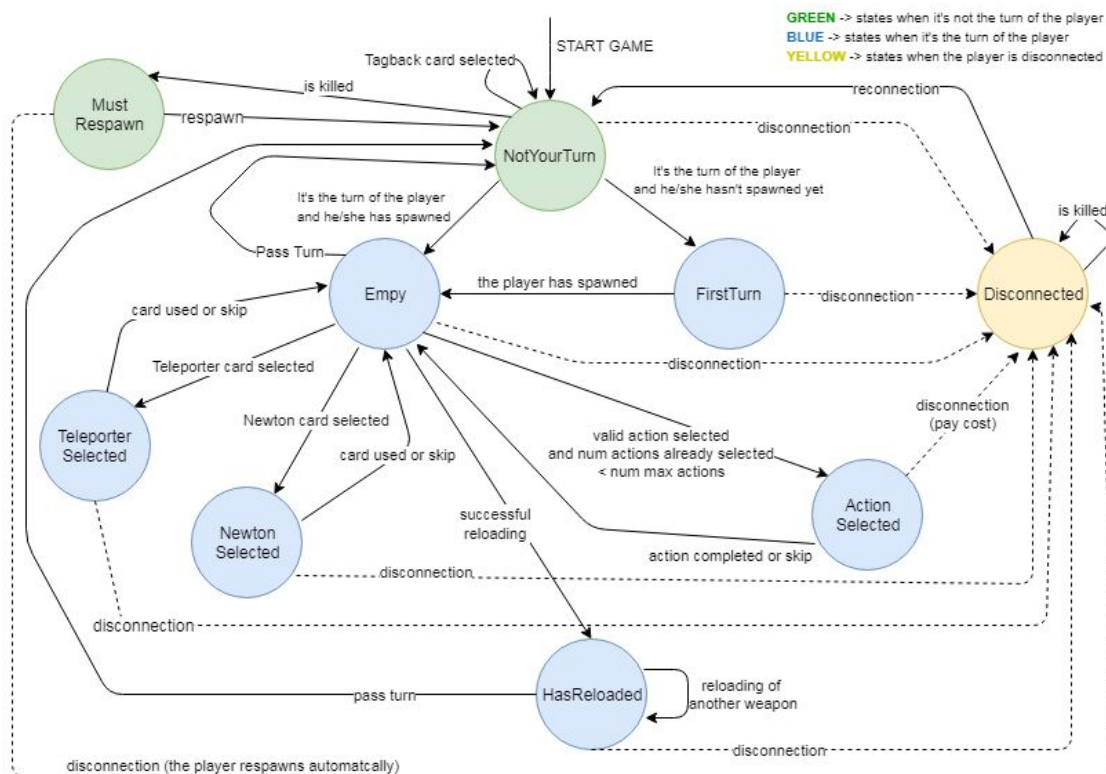 START GAME
GREEN -> states when it's not the turn of the player
BLUE -> states when it's the turn of the player
YELLOW -> states when the player is disconnected
Tagback card selected
is killed
reconnection
Must
Respawn
respawn
disconnection
NotYourTurn
It's the turn of the player
and he/she hasn't spawned yet
It's the turn of the player
and he/she has spawned
is killed
Pass Turn
Empy
the player has spawned
FirstTurn
disconnection
Disconnected
card used or skip
disconnection
Teleporter card selected
disconnection
(pay cost)
Newton card selected
valid action selected
and num actions already selected
< num max actions
Teleporter
Selected
card used or skip
Action
Selected
successful
reloading
Newton
Selected
action completed or skip
disconnection
disconnection
pass turn
HasReloaded
reloading of
another weapon
disconnection
disconnection (the player respawns automatcally)